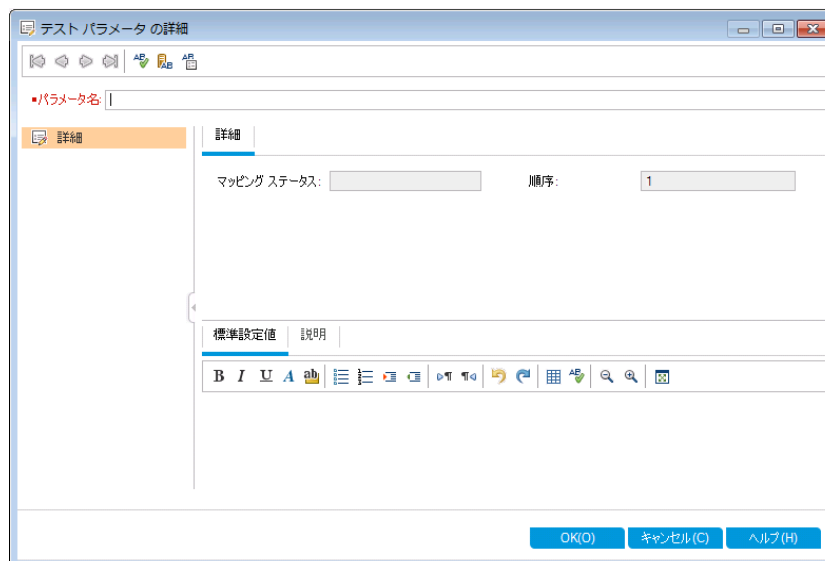 テスト パラメータ の詳細
パラメータ名:
詳細
詳細
マッピング ステータス: 順序: 1
標準設定値 説明
B I U A ab
OK(O) キャンセル(C) ヘルプ(H)